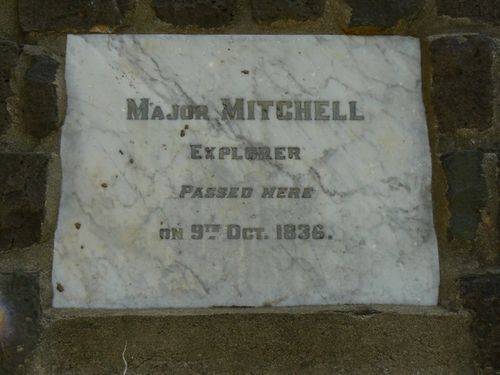 Major MITCHELL
Explorer
Passed here
on 9th Oct. 1836.